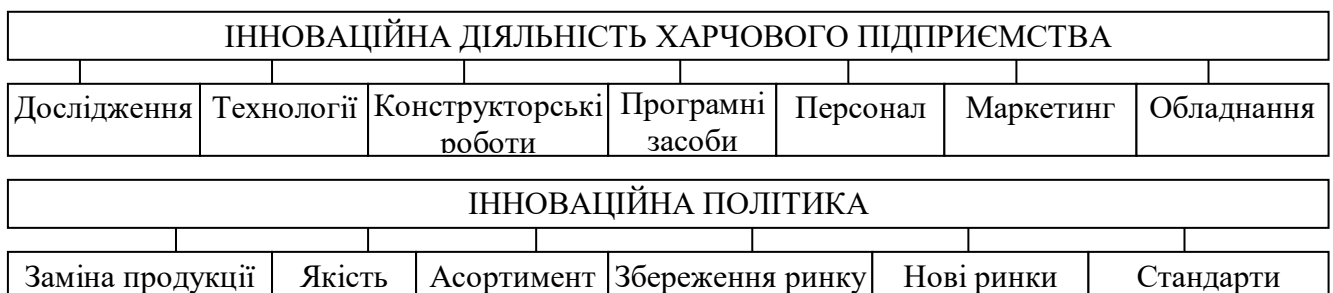 ІННОВАЦІЙНА ДІЯЛЬНІСТЬ ХАРЧОВОГО ПІДПРИЄМСТВА
Дослідження Технології Конструкторські роботи Програмні засоби Персонал Маркетинг Обладнання
ІННОВАЦІЙНА ПОЛІТИКА
Заміна продукції Якість Асортимент Збереження ринку Нові ринки Стандарти